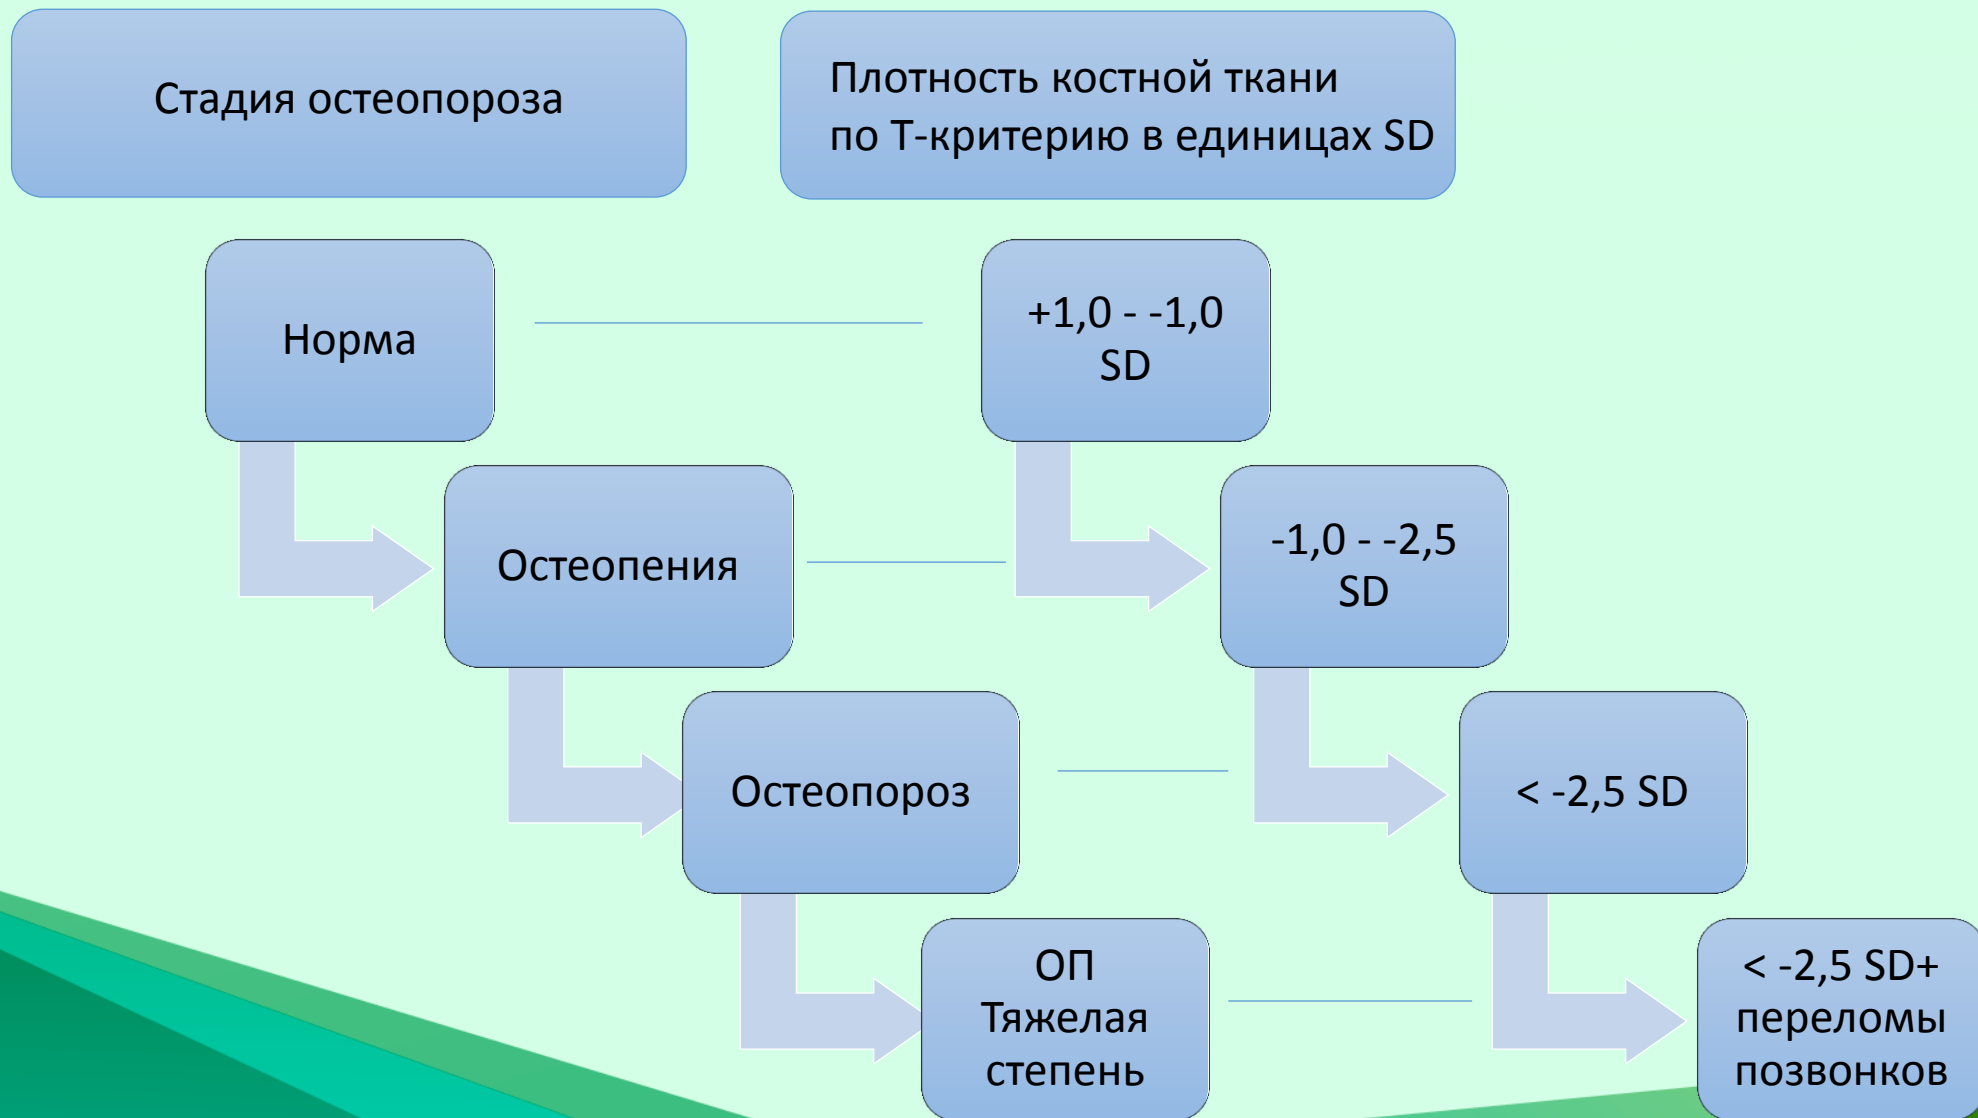 Стадия остеопороза
Плотность костной ткани
по Т-критерию в единицах SD
Норма
+1,0 - -1,0
SD
Остеопения
-1,0 - -2,5
SD
Остеопороз
< -2,5 SD
ОП
Тяжелая
степень
< -2,5 SD+
переломы
позвонков